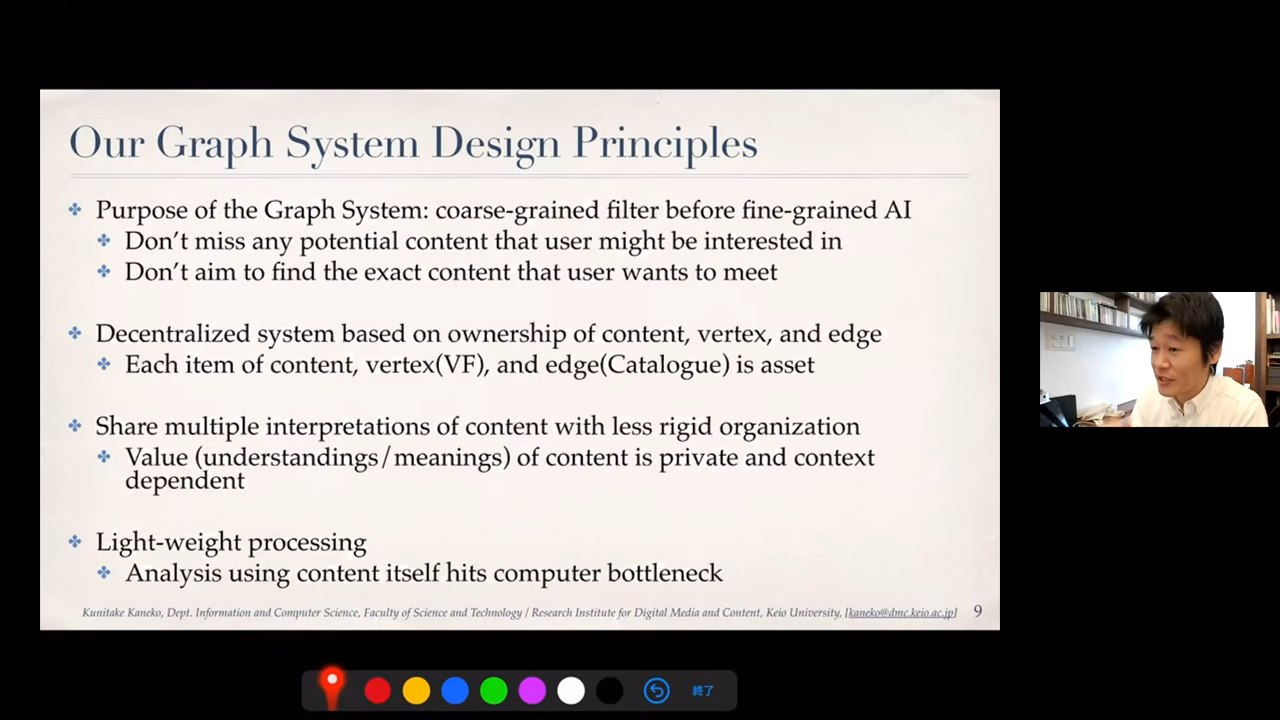 Our Graph System Design Principles
Purpose of the Graph System: coarse-grained filter before fine-grained AI
Don't miss any potential content that user might be interested in
Don't aim to find the exact content that user wants to meet
Decentralized system based on ownership of content, vertex, and edge
Each item of content, vertex(VF), and edge(Catalogue) is asset
Share multiple interpretations of content with less rigid organization
Value (understandings/meanings) of content is private and context
dependent
Light-weight processing
Analysis using content itself hits computer bottleneck
Kunitake Kaneko, Dept. Information and Computer Science, Faculty of Science and Technology / Research Institute for Digital Media and Content, Keio University, [kaneko@dmc.keio.ac.jp]
9
終了